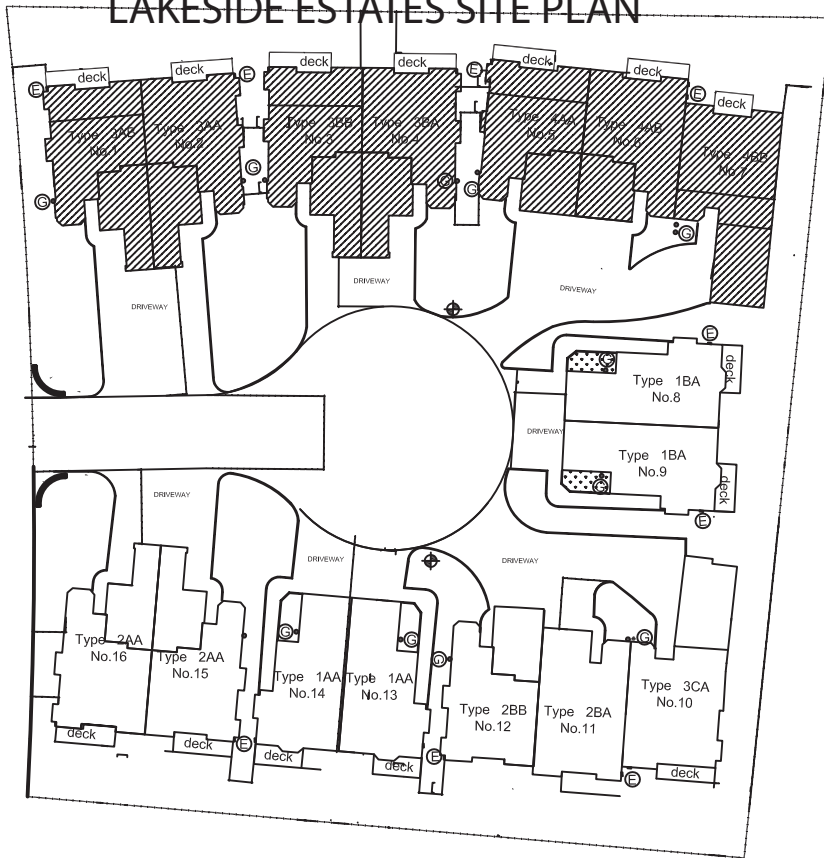 LAKESIDE ESTATES SITE PLAN
deck
deck
deck
deck
deck
deck
deck
E
E
E
E
Type 3AB
No.1
Type 3AA
No.2
Type 3BB
No.3
Type 3BA
No.4
Type 4AA
No.5
Type 4AB
No.6
Type 4BB
No.7
G
G
G
G
G
DRIVEWAY
DRIVEWAY
DRIVEWAY
E
G
deck
Type 1BA
No.8
DRIVEWAY
Type 1BA
No.9
G
deck
E
DRIVEWAY
DRIVEWAY
DRIVEWAY
Type 2AA
No.16
Type 2AA
No.15
G
Type 1AA
No.14
G
Type 1AA
No.13
G
Type 2BB
No.12
Type 2BA
No.11
G
Type 3CA
No.10
deck
deck
E
deck
deck
E
E
deck